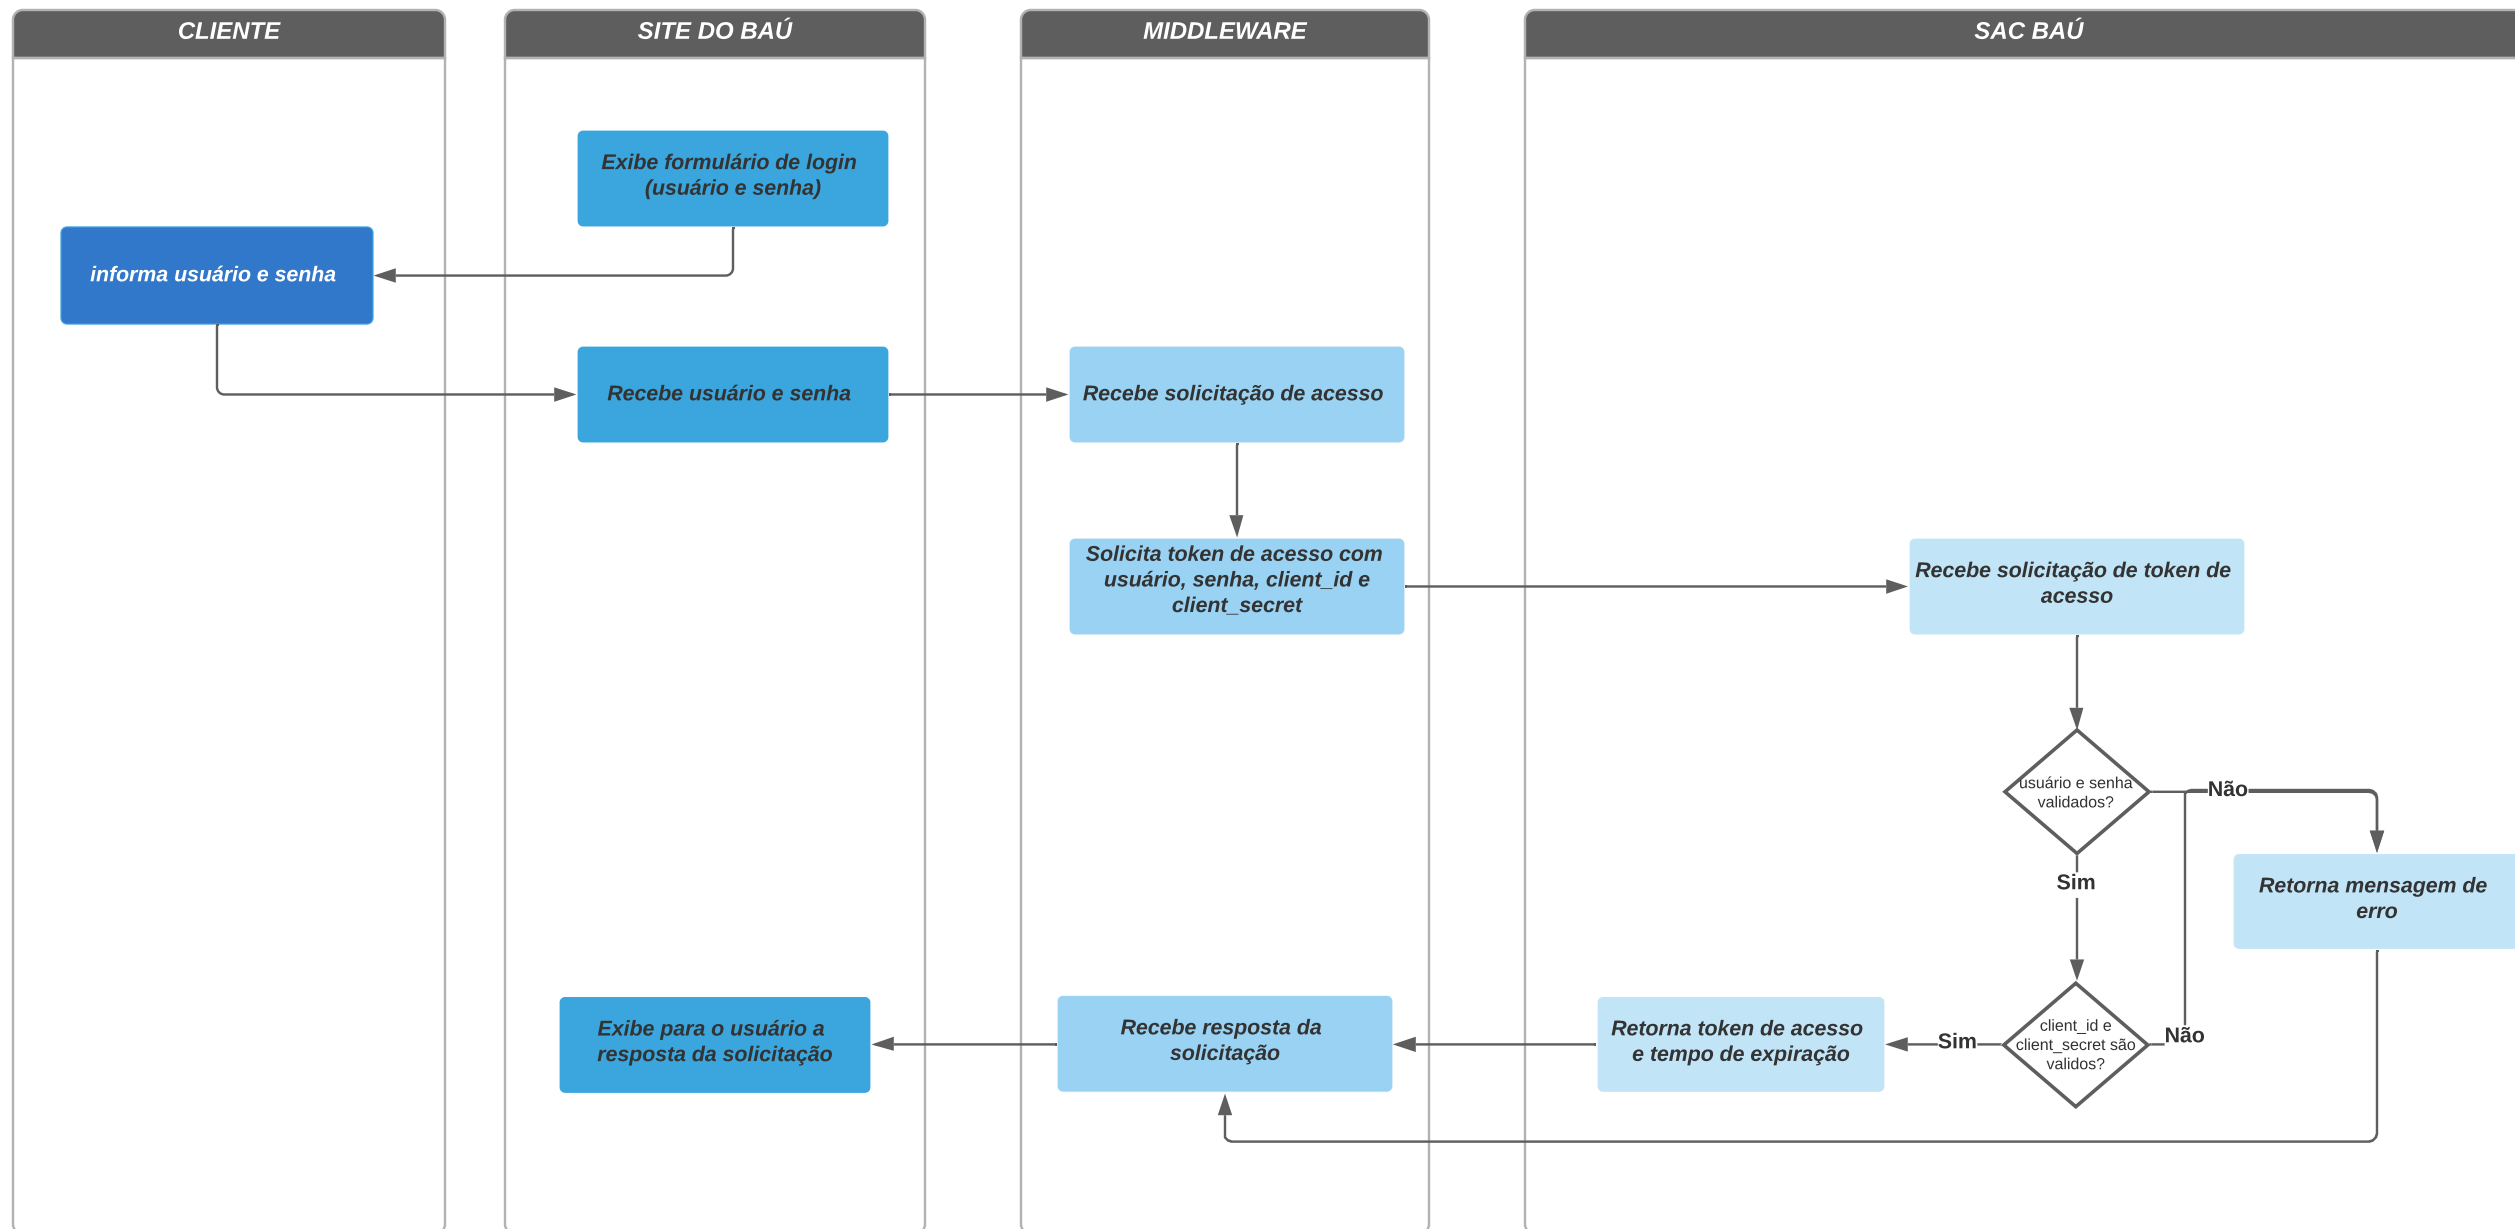 CLIENTE
SITE DO BAÚ
MIDDLEWARE
SAC BAÚ
Exibe formulário de login
(usuário e senha)
informa usuário e senha
Recebe usuário e senha
Recebe solicitação de acesso
Solicita token de acesso com
usuário, senha, client_id e
client_secret
Recebe solicitação de token de
acesso
usuário e senha
validados?
Não
Sim
Retorna mensagem de
erro
Exibe para o usuário a
resposta da solicitação
Recebe resposta da
solicitação
Retorna token de acesso
e tempo de expiração
Sim
client_id e
client_secret são
validos?
Não